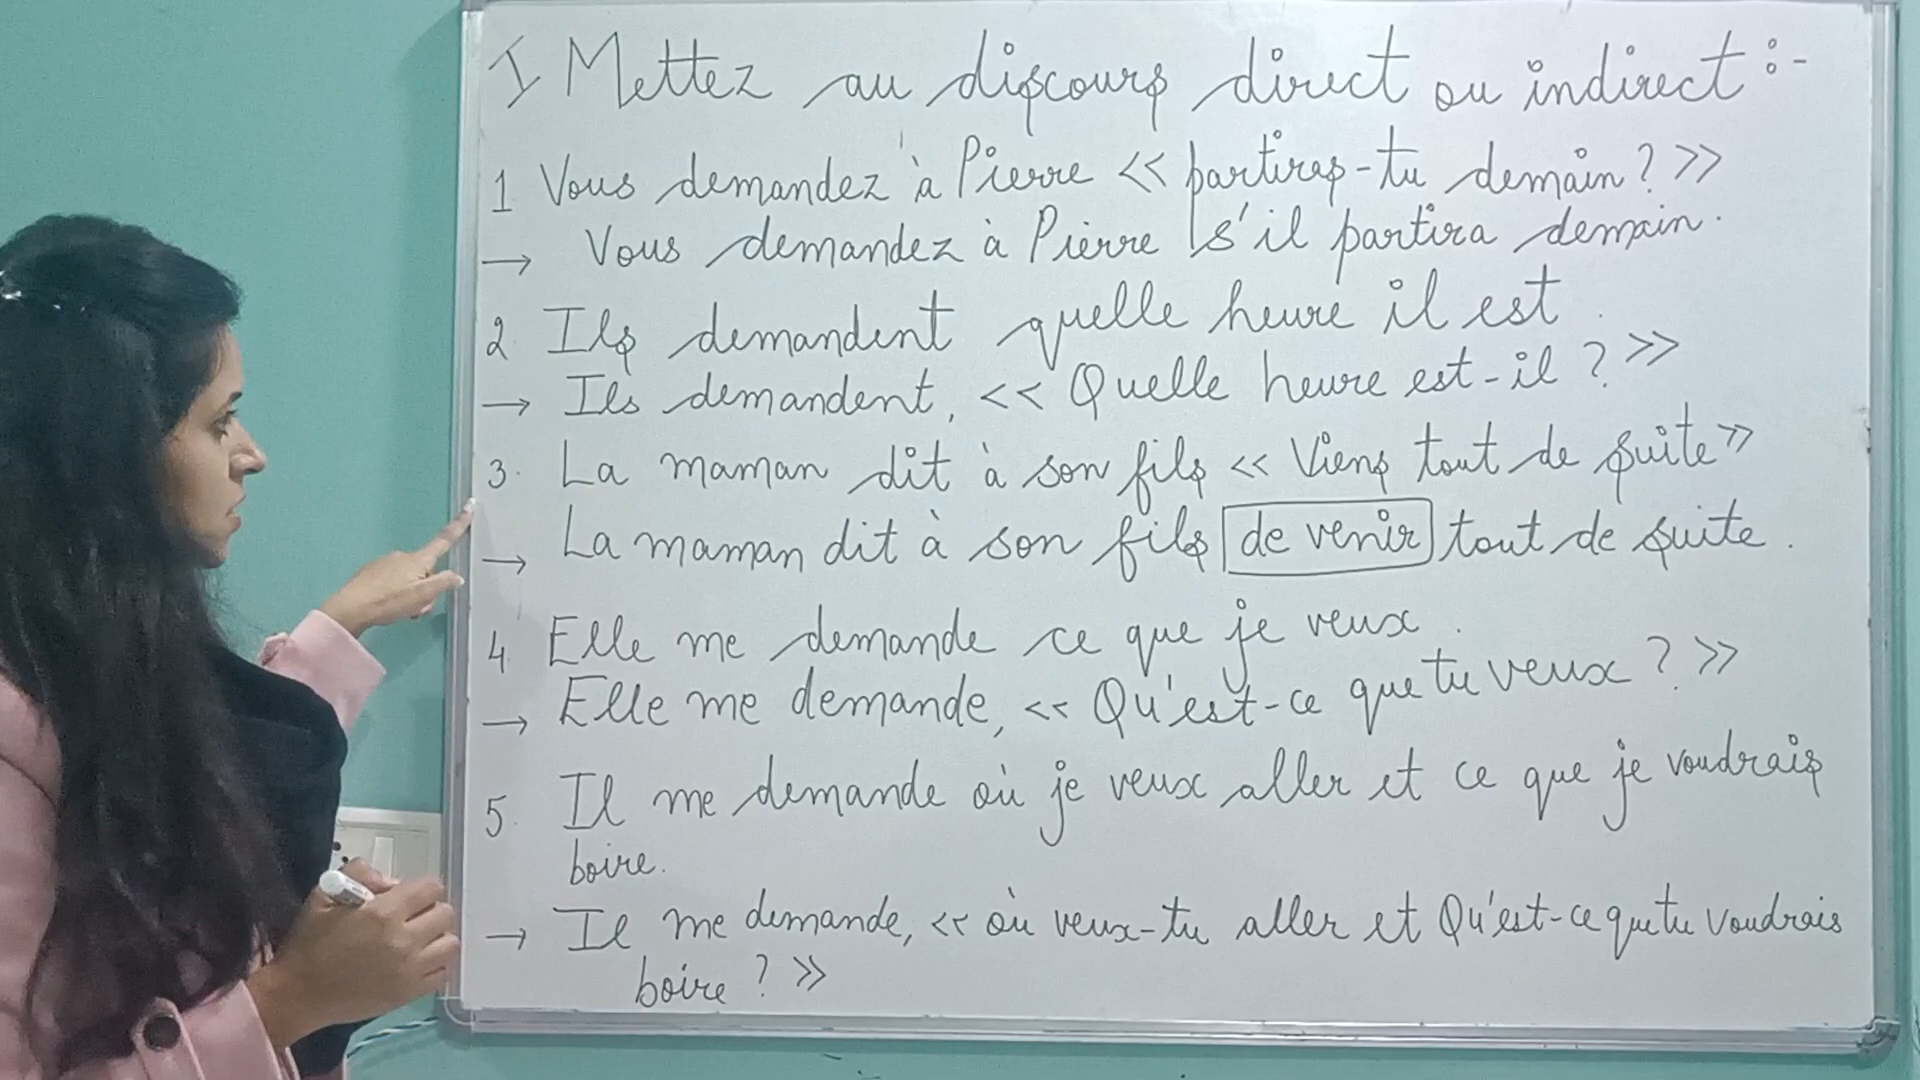 I Mettez au discours direct ou indirect :-
1 Vous demandez à Pierre << partiras-tu demain? >>
→ Vous demandez à Pierre s'il partira demain.
2. Ils demandent quelle heure il est.
→ Ils demandent, << Quelle heure est-il ? >>
3. La maman dit à son fils << Viens tout de suite >>
→ La maman dit à son fils de venir tout de suite.
4. Elle me demande ce que je veux.
→ Elle me demande, << Qu'est-ce que tu veux ? >>
5. Il me demande où je veux aller et ce que je voudrais
boire.
→ Il me demande, << où veux-tu aller et Qu'est-ce que tu voudrais
boire ? >>